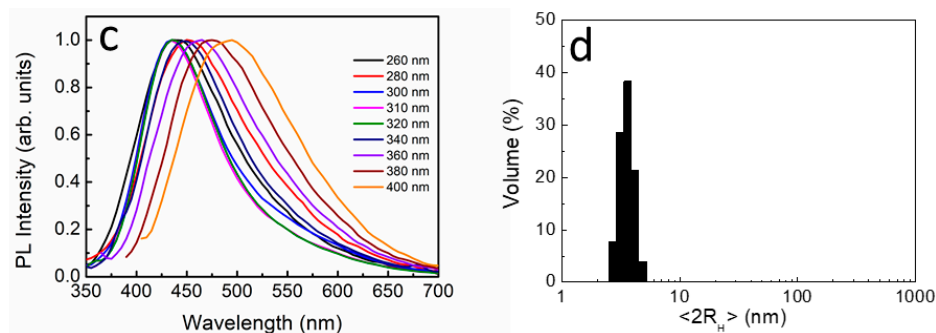 c
PL Intensity (arb. units)
1.0
0.8
0.6
0.4
0.2
0.0
260 nm
280 nm
300 nm
310 nm
320 nm
340 nm
360 nm
380 nm
400 nm
350 400 450 500 550 600 650 700
Wavelength (nm)
d
Volume (%)
50
40
30
20
10
0
1 10 100 1000
<2R_H> (nm)